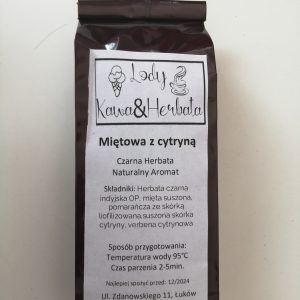 Lody
Kawa&Herbata
Miętowa z cytryną
Czarna Herbata
Naturalny Aromat
Składniki: Herbata czarna
indyjska OP, mięta suszona,
pomarańcza ze skórką
liofilizowana,suszona skórka
cytryny, verbena cytrynowa
Sposób przygotowania:
Temperatura wody 95°C
Czas parzenia 2-5min.
Najlepiej spożyć przed: 12/2024
Ul. Zdanowskiego 11, Łuków